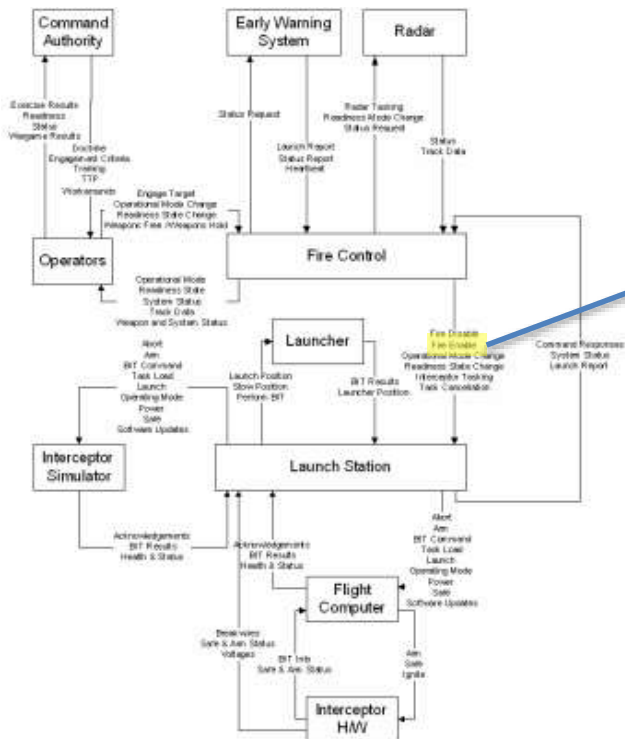 Command
Authority
Early Warning
System
Radar
Exercise Results
Readiness
Status
Wargame Results
Doctrine
Engagement Criteria
Training
TTP
Workarounds
Status Request
Launch Report
Status Report
Heartbeat
Radar Tasking
Readiness Mode Change
Status Request
Status
Track Data
Engage Target
Operational Mode Change
Readiness State Change
Weapons Free / Weapons Hold
Operators
Fire Control
Operational Mode
Readiness State
System Status
Track Data
Weapon and System Status
Launcher
Fire Disable
Fire Enable
Operational Mode Change
Readiness State Change
Interceptor Tasking
Task Cancellation
Command Responses
System Status
Launch Report
Abort
Arm
BIT Command
Task Load
Launch
Operating Mode
Power
Safe
Software Updates
Launch Position
Stow Position
Perform BIT
BIT Results
Launcher Position
Interceptor
Simulator
Launch Station
Acknowledgements
BIT Results
Health & Status
Acknowledgements
BIT Results
Health & Status
Abort
Arm
BIT Command
Task Load
Launch
Operating Mode
Power
Safe
Software Updates
Flight
Computer
Breakwires
Safe & Arm Status
Voltages
BIT Info
Safe & Arm Status
Arm
Safe
Ignite
Interceptor
H/W